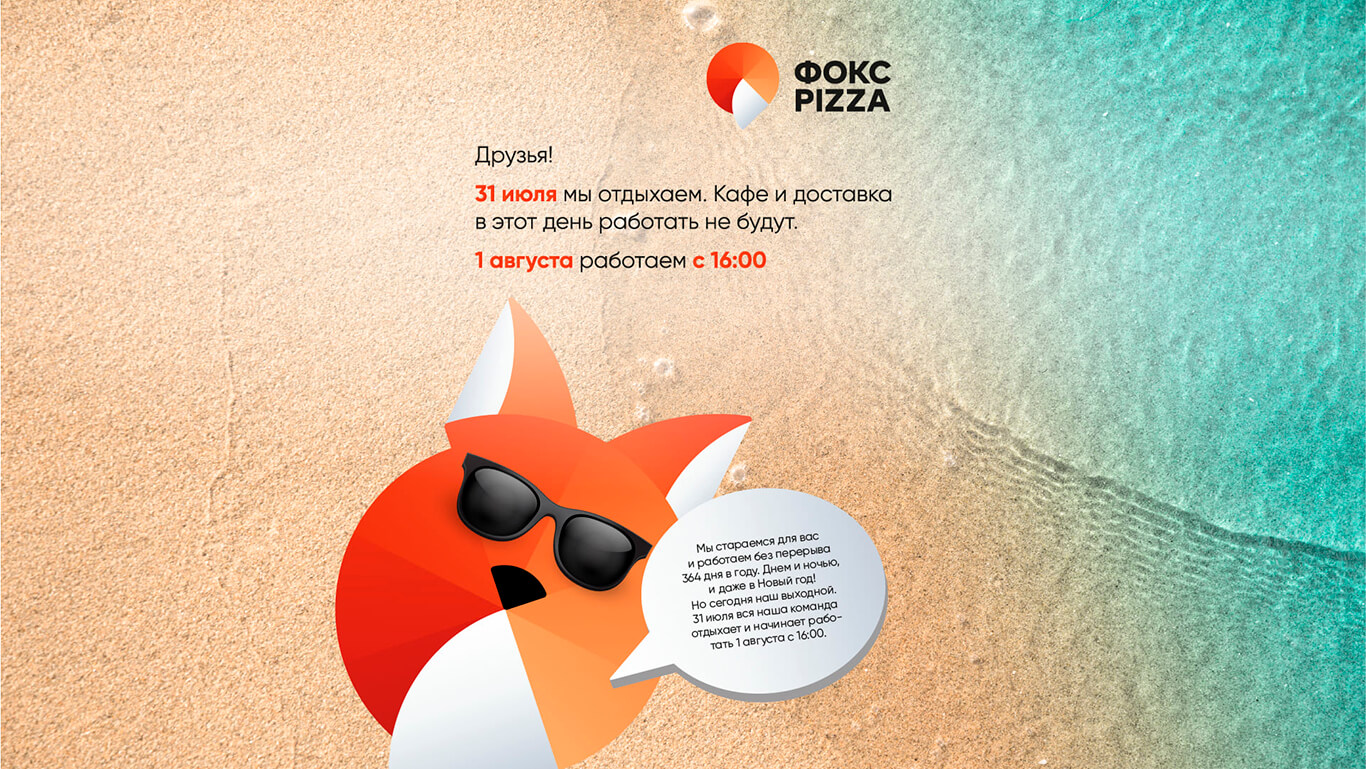 ФОКС
PIZZA
Друзья!
31 июля мы отдыхаем. Кафе и доставка
в этот день работать не будут.
1 августа работаем с 16:00
Мы стараемся для вас
и работаем без перерыва
364 дня в году. Днем и ночью,
и даже в Новый год!
Но сегодня наш выходной.
31 июля вся наша команда
отдыхает и начинает рабо-
тать 1 августа с 16:00.